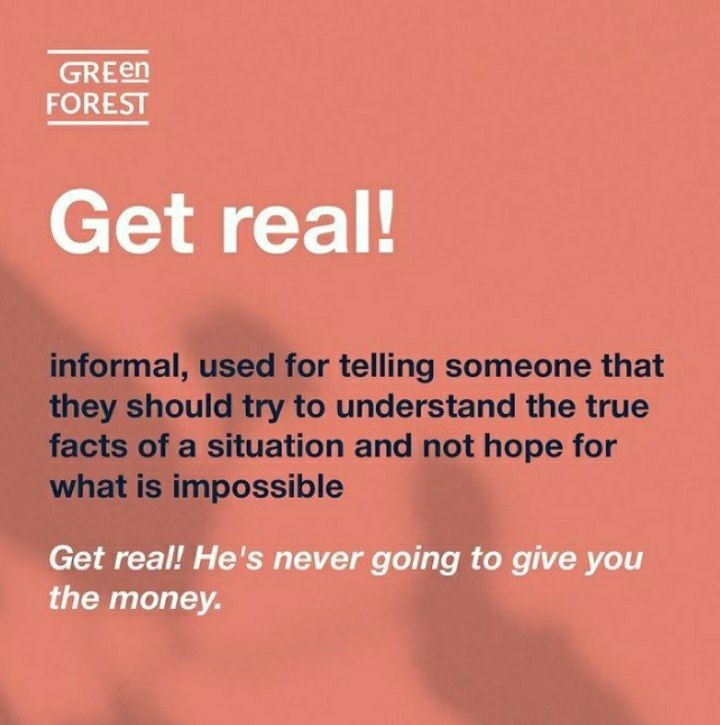 GREen
FOREST
Get real!
informal, used for telling someone that
they should try to understand the true
facts of a situation and not hope for
what is impossible
Get real! He's never going to give you
the money.